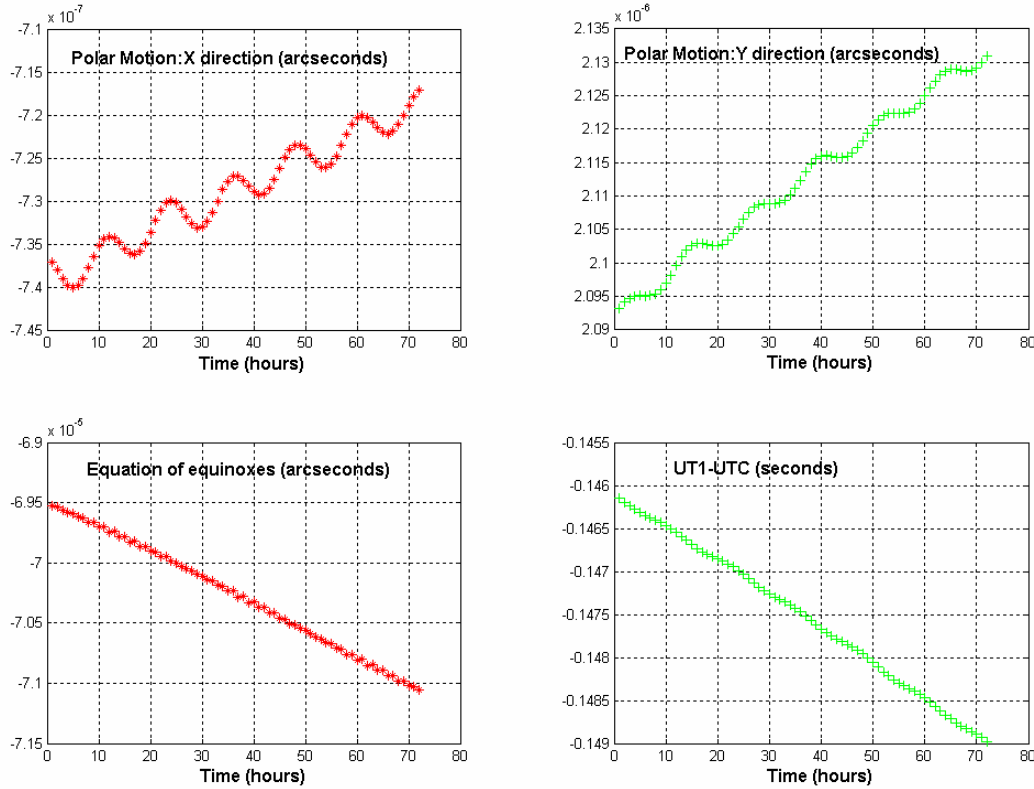 x 10^-7
-7.1
Polar Motion:X direction (arcseconds)
-7.15
-7.2
-7.25
-7.3
-7.35
-7.4
-7.45
0 10 20 30 40 50 60 70 80
Time (hours)
x 10^-6
2.135
Polar Motion:Y direction (arcseconds)
2.13
2.125
2.12
2.115
2.11
2.105
2.1
2.095
2.09
0 10 20 30 40 50 60 70 80
Time (hours)
x 10^-5
-6.9
Equation of equinoxes (arcseconds)
-6.95
-7
-7.05
-7.1
-7.15
0 10 20 30 40 50 60 70 80
Time (hours)
-0.1455
UT1-UTC (seconds)
-0.146
-0.1465
-0.147
-0.1475
-0.148
-0.1485
-0.149
0 10 20 30 40 50 60 70 80
Time (hours)